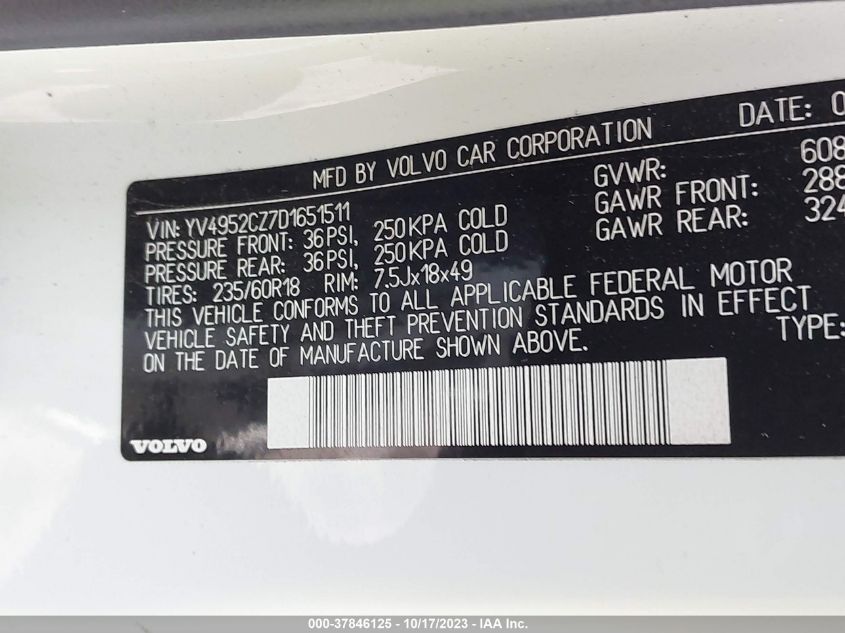 MFD BY VOLVO CAR CORPORATION DATE: 0
VIN: YV4952CZ7D1651511 GVWR: 608
PRESSURE FRONT: 36PSI, 250KPA COLD GAWR FRONT: 288
PRESSURE REAR: 36PSI, 250KPA COLD GAWR REAR: 324
TIRES: 235/60R18 RIM: 7.5Jx18x49
THIS VEHICLE CONFORMS TO ALL APPLICABLE FEDERAL MOTOR
VEHICLE SAFETY AND THEFT PREVENTION STANDARDS IN EFFECT
ON THE DATE OF MANUFACTURE SHOWN ABOVE. TYPE:
VOLVO
000-37846125 - 10/17/2023 - IAA Inc.